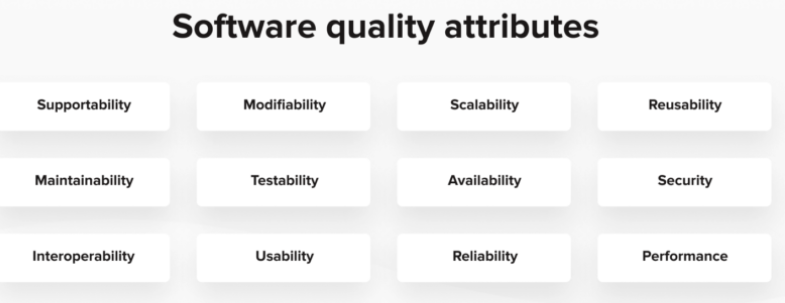 Software quality attributes
Supportability
Modifiability
Scalability
Reusability
Maintainability
Testability
Availability
Security
Interoperability
Usability
Reliability
Performance